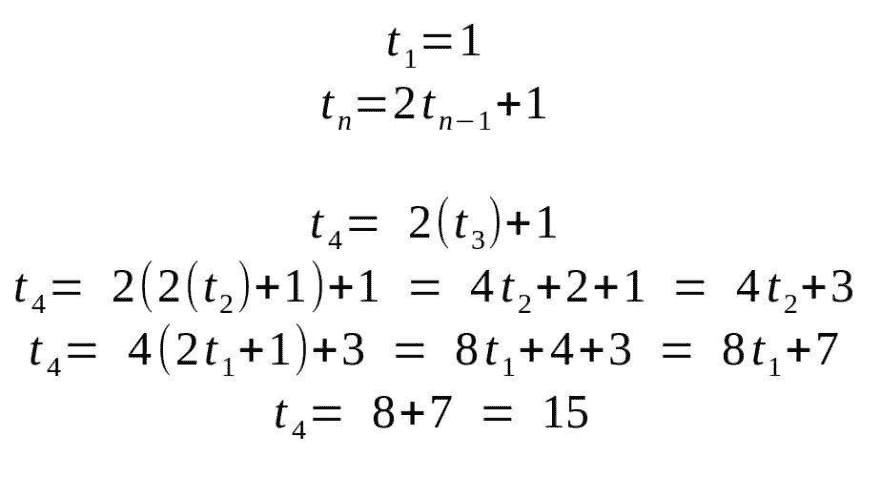 t₁=1
tₙ=2tₙ₋₁+1
t₄= 2(t₃)+1
t₄= 2(2(t₂)+1)+1 = 4t₂+2+1 = 4t₂+3
t₄= 4(2t₁+1)+3 = 8t₁+4+3 = 8t₁+7
t₄= 8+7 = 15